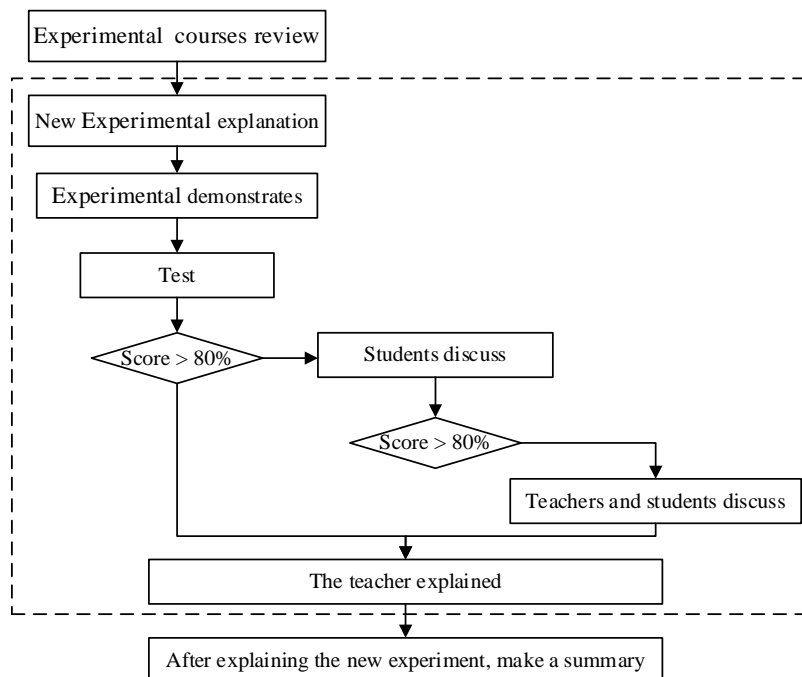 Experimental courses review
New Experimental explanation
Experimental demonstrates
Test
Score > 80%
Students discuss
Score > 80%
Teachers and students discuss
The teacher explained
After explaining the new experiment, make a summary